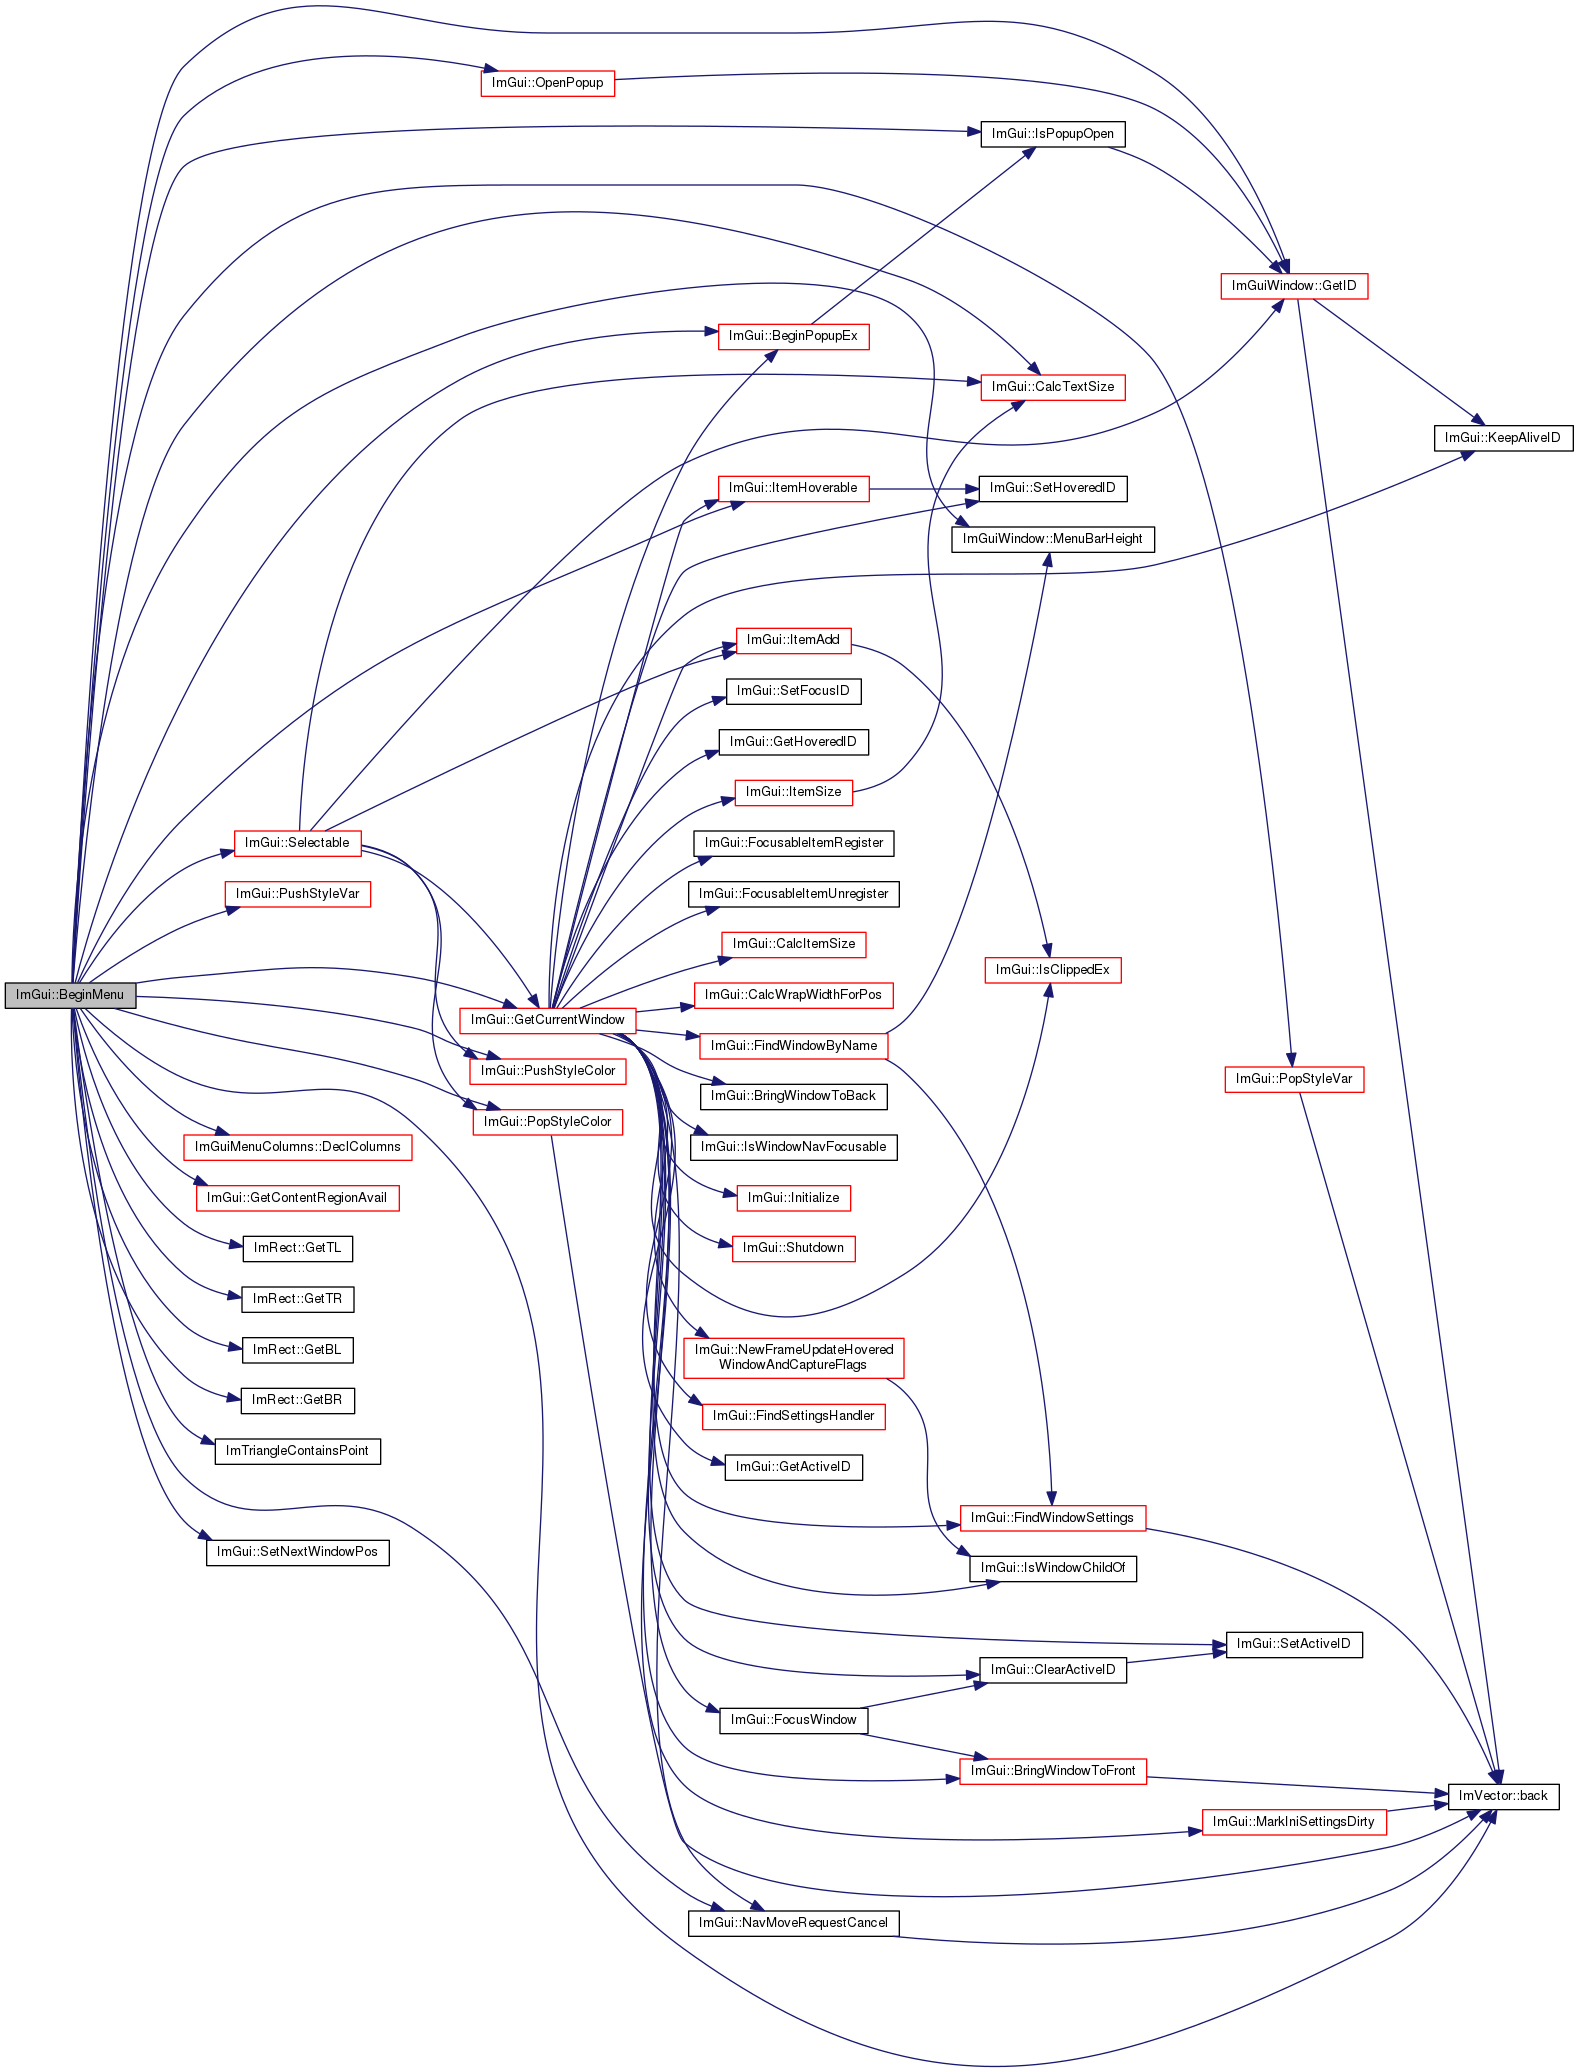 ImGui::OpenPopup
ImGui::IsPopupOpen
ImGuiWindow::GetID
ImGui::BeginPopupEx
ImGui::CalcTextSize
ImGui::KeepAliveID
ImGui::ItemHoverable
ImGui::SetHoveredID
ImGuiWindow::MenuBarHeight
ImGui::ItemAdd
ImGui::SetFocusID
ImGui::GetHoveredID
ImGui::ItemSize
ImGui::Selectable
ImGui::FocusableItemRegister
ImGui::PushStyleVar
ImGui::FocusableItemUnregister
ImGui::CalcItemSize
ImGui::IsClippedEx
ImGui::BeginMenu
ImGui::CalcWrapWidthForPos
ImGui::GetCurrentWindow
ImGui::FindWindowByName
ImGui::PushStyleColor
ImGui::PopStyleVar
ImGui::BringWindowToBack
ImGui::PopStyleColor
ImGuiMenuColumns::DeclColumns
ImGui::IsWindowNavFocusable
ImGui::GetContentRegionAvail
ImGui::Initialize
ImRect::GetTL
ImGui::Shutdown
ImRect::GetTR
ImRect::GetBL
ImGui::NewFrameUpdateHovered
WindowAndCaptureFlags
ImRect::GetBR
ImGui::FindSettingsHandler
ImTriangleContainsPoint
ImGui::GetActiveID
ImGui::FindWindowSettings
ImGui::SetNextWindowPos
ImGui::IsWindowChildOf
ImGui::SetActiveID
ImGui::ClearActiveID
ImGui::FocusWindow
ImGui::BringWindowToFront
ImVector::back
ImGui::MarkIniSettingsDirty
ImGui::NavMoveRequestCancel